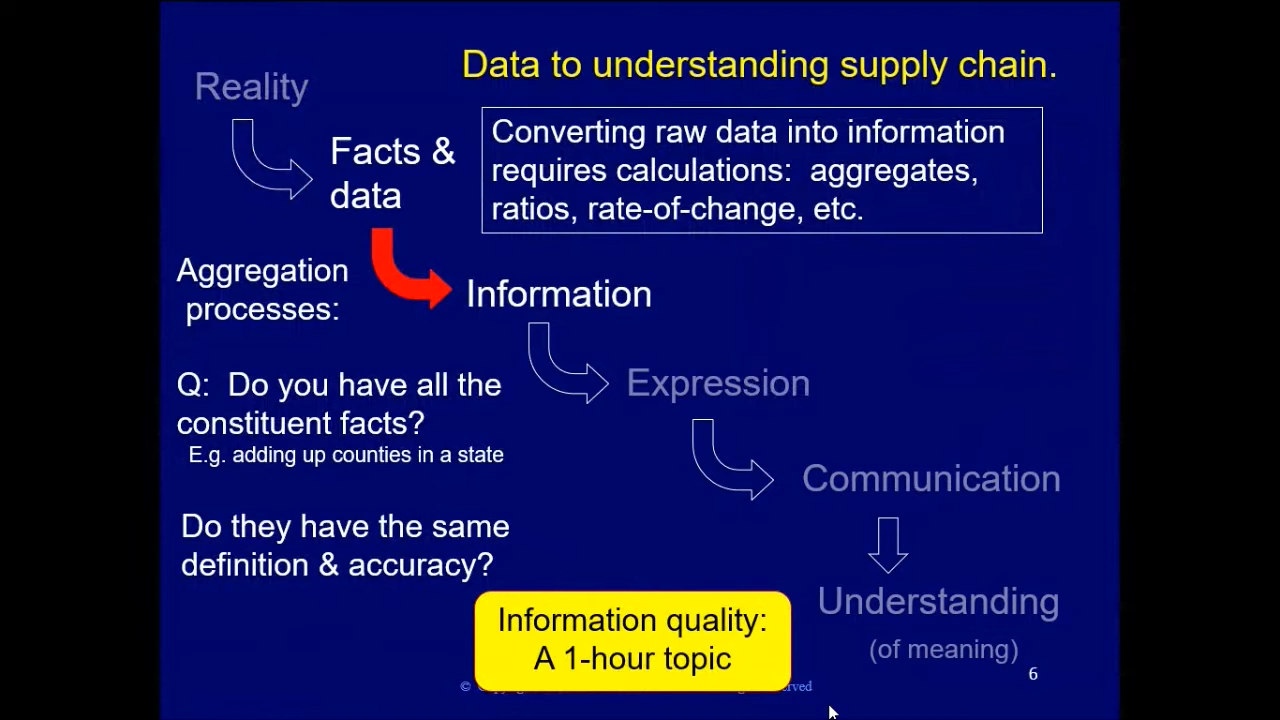 Data to understanding supply chain.
Reality
Facts &
data
Converting raw data into information
requires calculations:  aggregates,
ratios, rate-of-change, etc.
Aggregation
processes:
Information
Q:  Do you have all the
constituent facts?
E.g. adding up counties in a state
Expression
Communication
Do they have the same
definition & accuracy?
Understanding
(of meaning)
Information quality:
A 1-hour topic
©
6